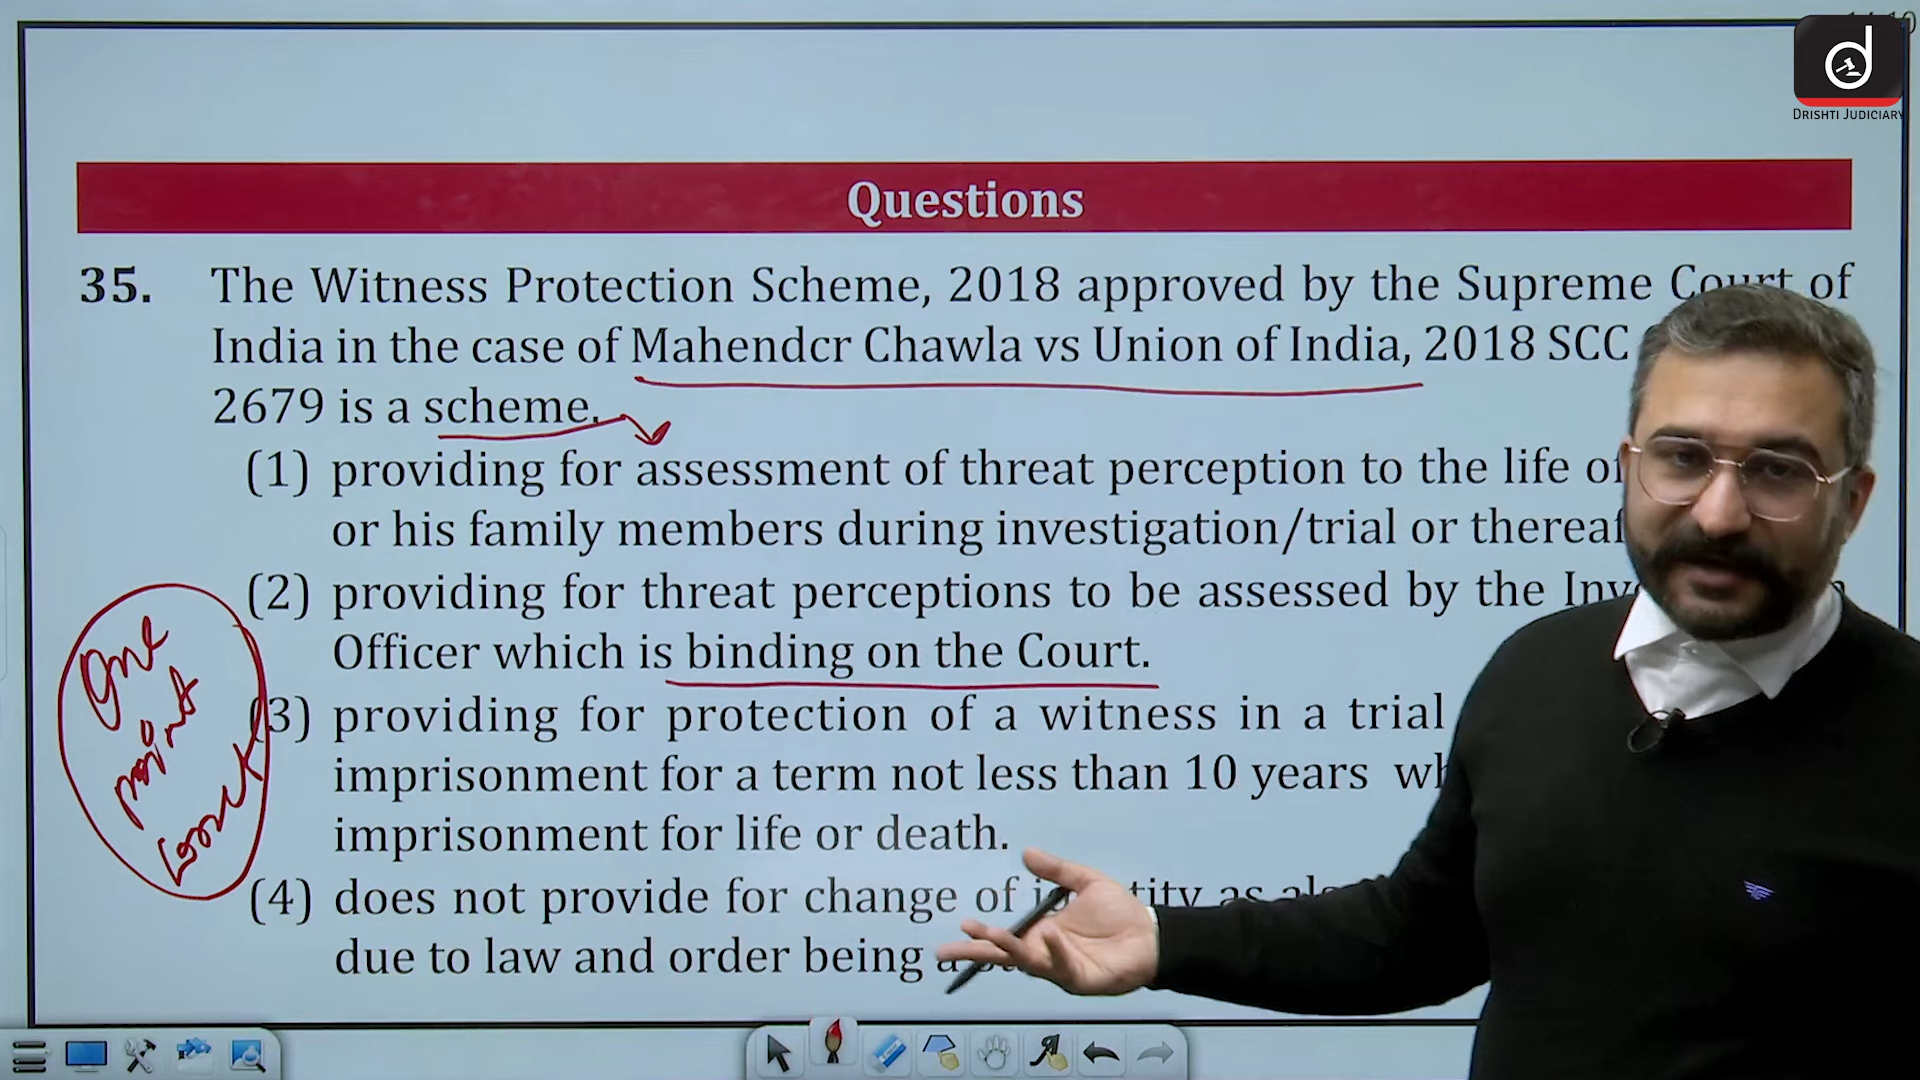 DRISHTI JUDICIARY
Questions
35. The Witness Protection Scheme, 2018 approved by the Supreme Court of
India in the case of Mahendcr Chawla vs Union of India, 2018 SCC
2679 is a scheme.
(1) providing for assessment of threat perception to the life of
or his family members during investigation/trial or
(2) providing for threat perceptions to be assessed by the
Officer which is binding on the Court.
(3) providing for protection of a witness in a trial
imprisonment for a term not less than 10 years
imprisonment for life or death.
(4) does not provide for change of as
due to law and order being
One
point